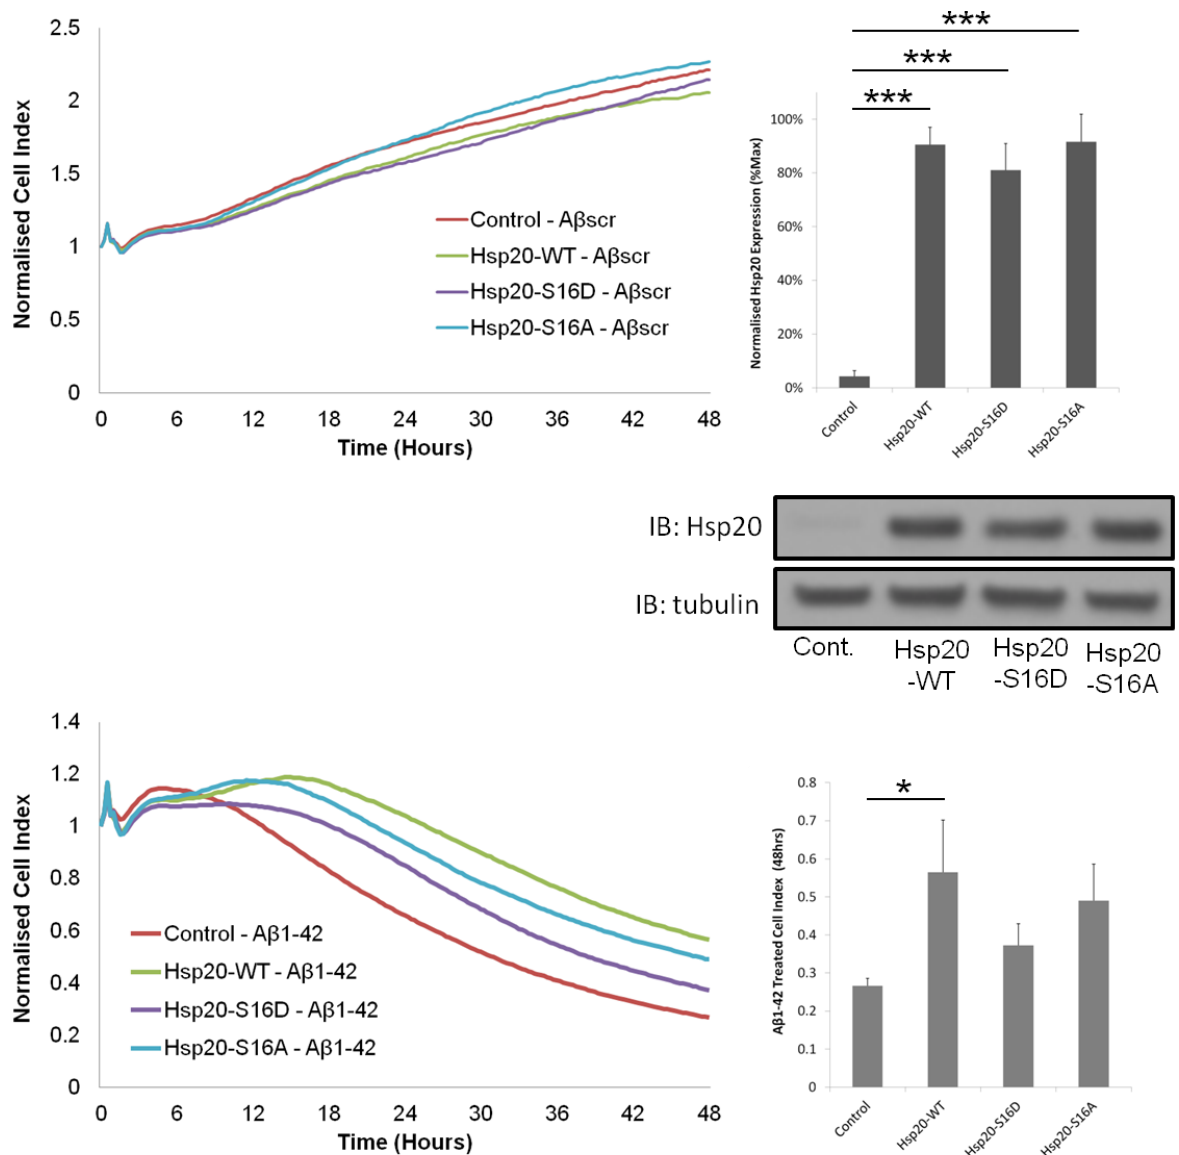 2.5
2
1.5
1
0.5
0
Normalised Cell Index
0 6 12 18 24 30 36 42 48
Time (Hours)
Control - Aβscr
Hsp20-WT - Aβscr
Hsp20-S16D - Aβscr
Hsp20-S16A - Aβscr
***
***
***
100%
80%
60%
40%
20%
0%
Normalised Hsp20 Expression (%Max)
Control
Hsp20-WT
Hsp20-S16D
Hsp20-S16A
IB: Hsp20
IB: tubulin
Cont.
Hsp20
-WT
Hsp20
-S16D
Hsp20
-S16A
1.4
1.2
1
0.8
0.6
0.4
0.2
0
Normalised Cell Index
0 6 12 18 24 30 36 42 48
Time (Hours)
Control - Aβ1-42
Hsp20-WT - Aβ1-42
Hsp20-S16D - Aβ1-42
Hsp20-S16A - Aβ1-42
*
0.8
0.7
0.6
0.5
0.4
0.3
0.2
0.1
0
Aβ1-42 Treated Cell Index (48hrs)
Control
Hsp20-WT
Hsp20-S16D
Hsp20-S16A